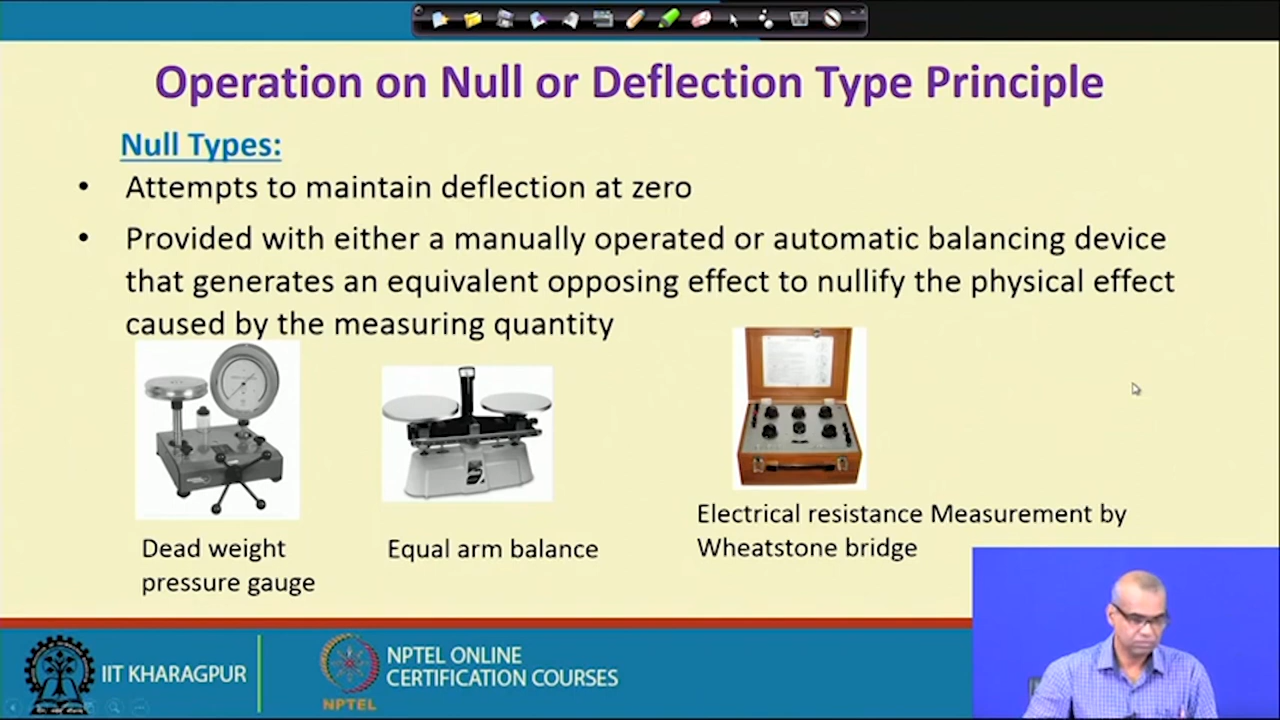 Operation on Null or Deflection Type Principle
Null Types:
• Attempts to maintain deflection at zero
• Provided with either a manually operated or automatic balancing device
that generates an equivalent opposing effect to nullify the physical effect
caused by the measuring quantity
Dead weight
pressure gauge
Equal arm balance
Electrical resistance Measurement by
Wheatstone bridge
IIT KHARAGPUR
NPTEL
NPTEL ONLINE
CERTIFICATION COURSES